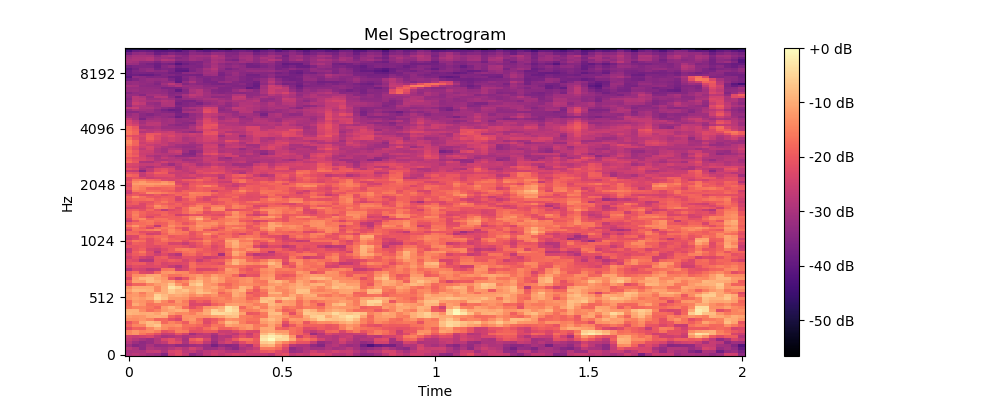 Mel Spectrogram
Hz
8192
4096
2048
1024
512
0
0 0.5 1 1.5 2
Time
+0 dB
-10 dB
-20 dB
-30 dB
-40 dB
-50 dB